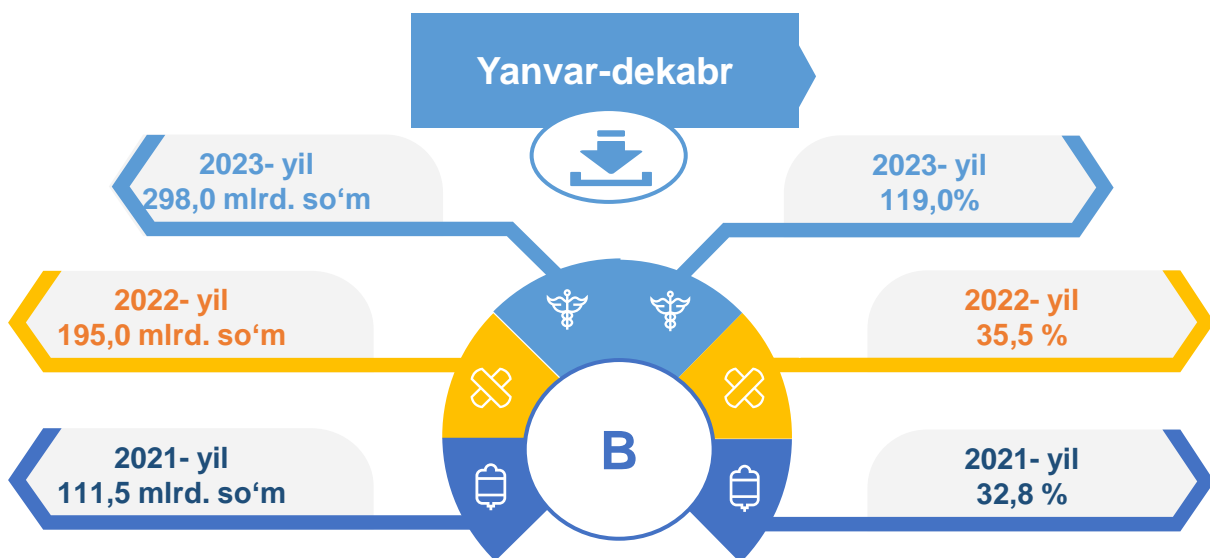 Yanvar-dekabr
2023- yil
298,0 mlrd. so‘m
2023- yil
119,0%
2022- yil
195,0 mlrd. so‘m
2022- yil
35,5 %
B
2021- yil
111,5 mlrd. so‘m
2021- yil
32,8 %